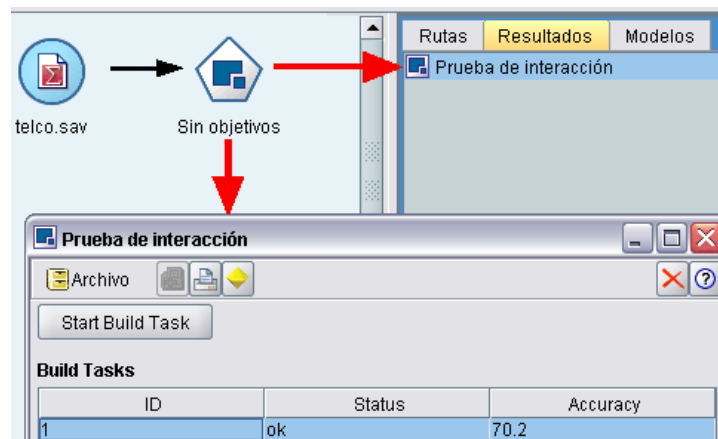 Rutas Resultados Modelos
Prueba de interacción
telco.sav Sin objetivos
Prueba de interacción
Archivo
Start Build Task
Build Tasks
ID Status Accuracy
1 ok 70.2